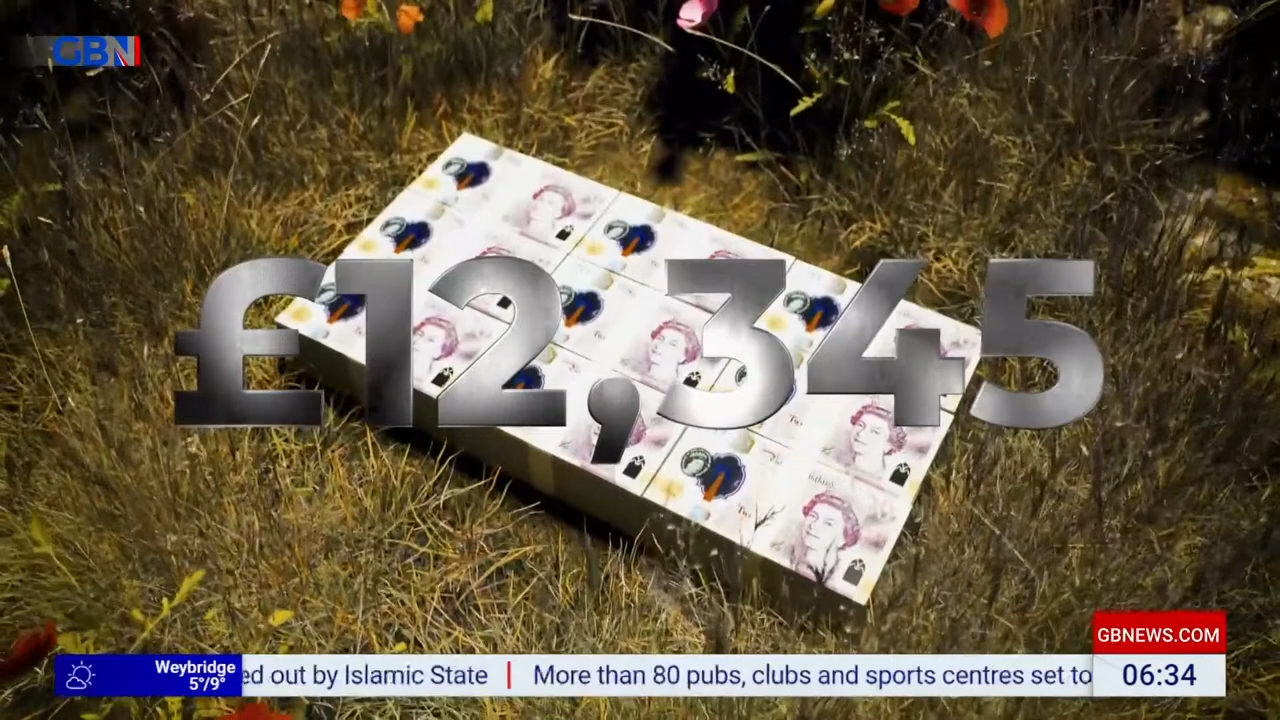 GBN
£12,345
GBNEWS.COM
Weybridge
5°/9°
ed out by Islamic State | More than 80 pubs, clubs and sports centres set to
06:34